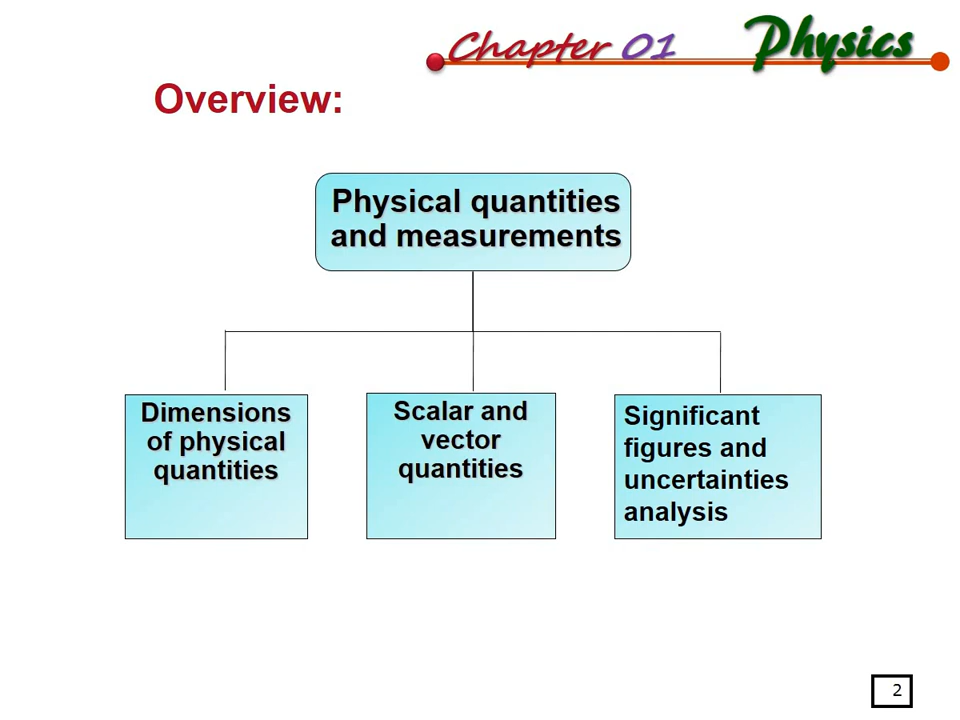 Chapter 01 Physics
Overview:
Physical quantities
and measurements
Dimensions
of physical
quantities
Scalar and
vector
quantities
Significant
figures and
uncertainties
analysis
2